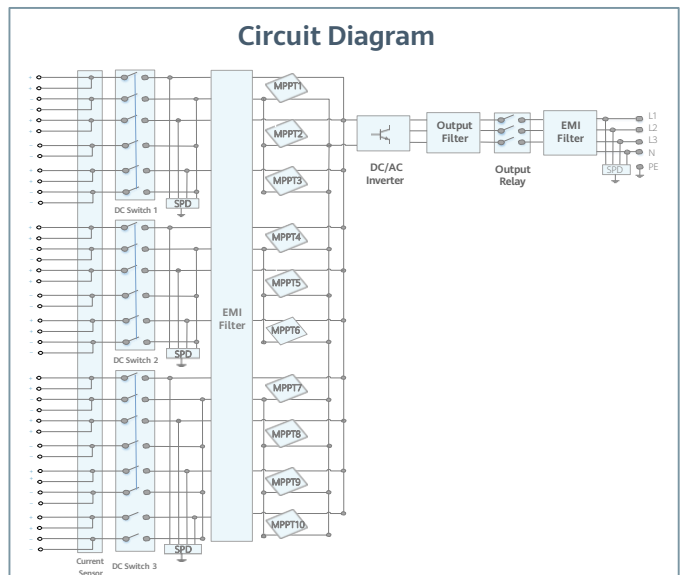 Circuit Diagram
MPPT1
MPPT2
MPPT3
SPD
DC Switch 1
MPPT4
MPPT5
MPPT6
SPD
DC Switch 2
EMI
Filter
MPPT7
MPPT8
MPPT9
MPPT10
SPD
DC Switch 3
Current
Sensor
DC/AC
Inverter
Output
Filter
Output
Relay
EMI
Filter
L1
L2
L3
N
PE
SPD